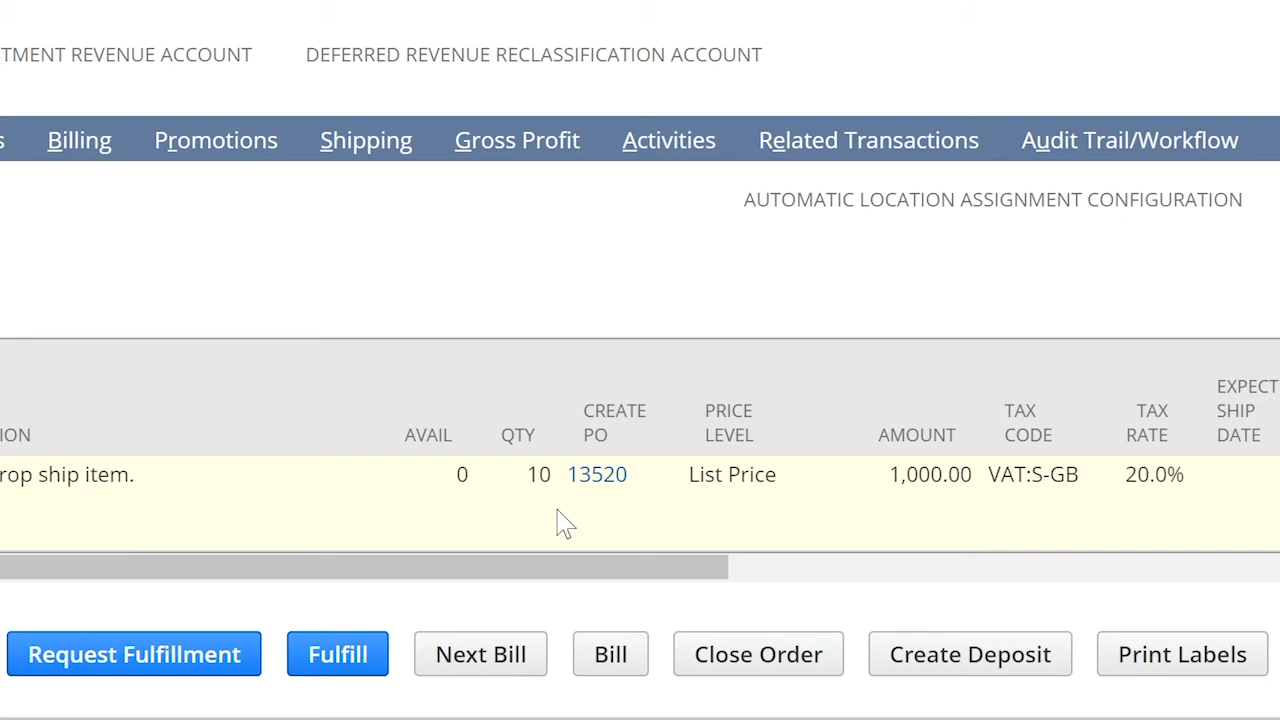 TMENT REVENUE ACCOUNT DEFERRED REVENUE RECLASSIFICATION ACCOUNT
s Billing Promotions Shipping Gross Profit Activities Related Transactions Audit Trail/Workflow
AUTOMATIC LOCATION ASSIGNMENT CONFIGURATION
EXPECT
CREATE PRICE TAX TAX SHIP
ION AVAIL QTY PO LEVEL AMOUNT CODE RATE DATE
rop ship item. 0 10 13520 List Price 1,000.00 VAT:S-GB 20.0%
Request Fulfillment Fulfill Next Bill Bill Close Order Create Deposit Print Labels